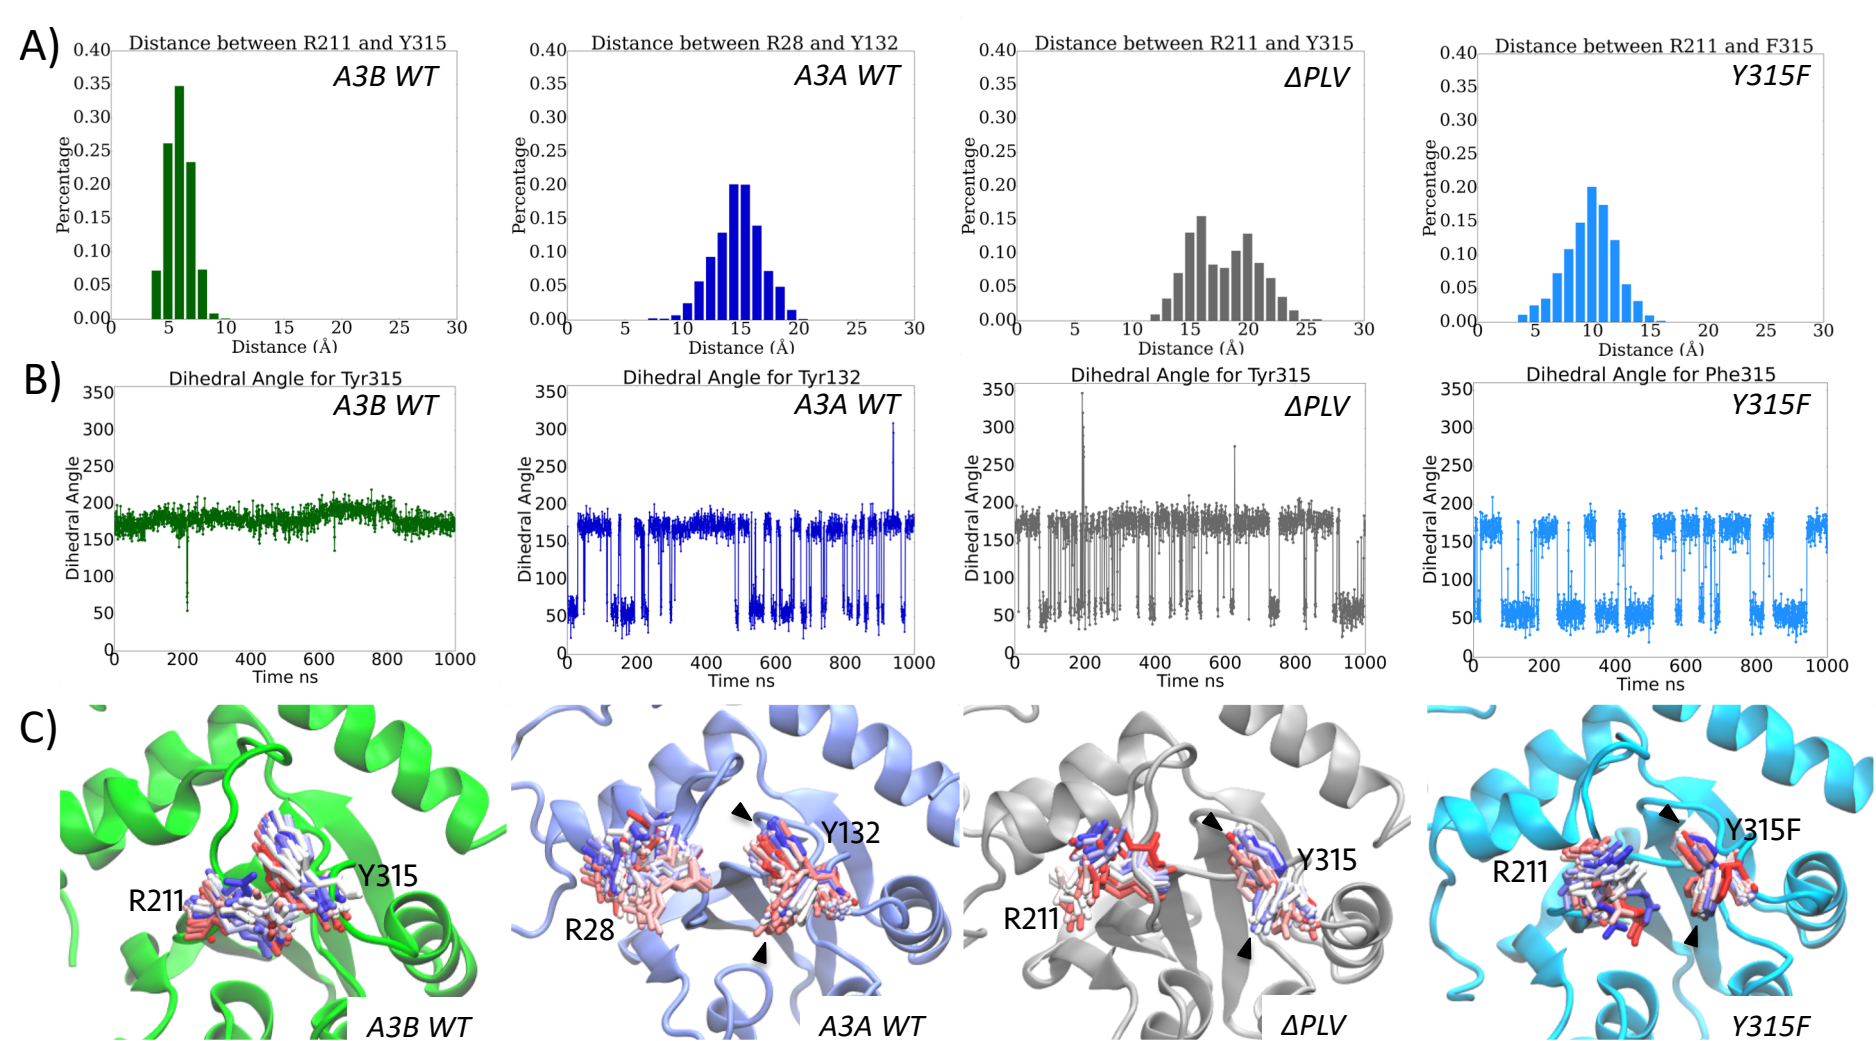 A)
Distance between R211 and Y315
A3B WT
0.40
0.35
0.30
0.25
0.20
0.15
0.10
0.05
0.00
Percentage
0 5 10 15 20 25 30
Distance (Å)
Distance between R28 and Y132
A3A WT
0.40
0.35
0.30
0.25
0.20
0.15
0.10
0.05
0.00
Percentage
0 5 10 15 20 25 30
Distance (Å)
Distance between R211 and Y315
ΔPLV
0.40
0.35
0.30
0.25
0.20
0.15
0.10
0.05
0.00
Percentage
0 5 10 15 20 25 30
Distance (Å)
Distance between R211 and F315
Y315F
0.40
0.35
0.30
0.25
0.20
0.15
0.10
0.05
0.00
Percentage
0 5 10 15 20 25 30
Distance (Å)
B)
Dihedral Angle for Tyr315
A3B WT
350
300
250
200
150
100
50
0
Dihedral Angle
0 200 400 600 800 1000
Time ns
Dihedral Angle for Tyr132
A3A WT
350
300
250
200
150
100
50
0
Dihedral Angle
0 200 400 600 800 1000
Time ns
Dihedral Angle for Tyr315
ΔPLV
350
300
250
200
150
100
50
0
Dihedral Angle
0 200 400 600 800 1000
Time ns
Dihedral Angle for Phe315
Y315F
350
300
250
200
150
100
50
0
Dihedral Angle
0 200 400 600 800 1000
Time ns
C)
R211
Y315
A3B WT
R28
Y132
A3A WT
R211
Y315
ΔPLV
R211
Y315F
Y315F